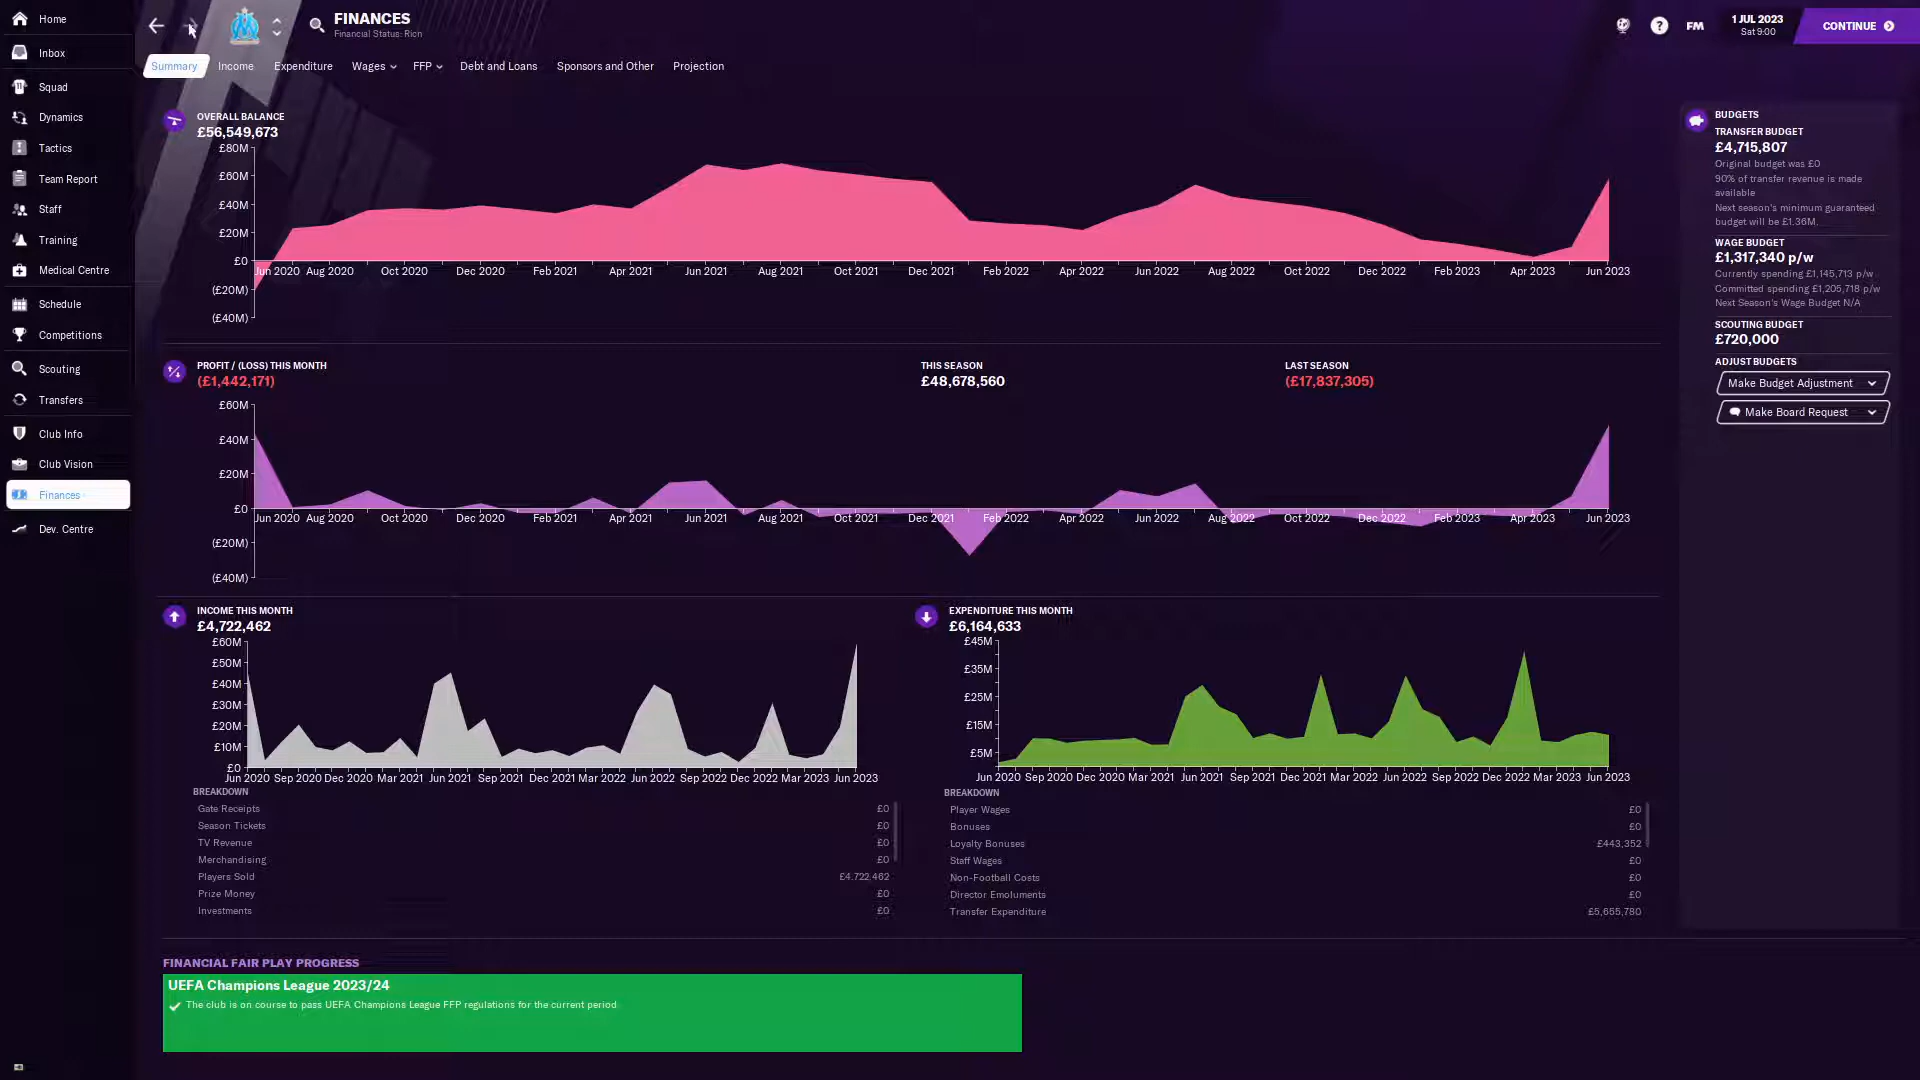 Home
Inbox
Squad
Dynamics
Tactics
Team Report
Staff
Training
Medical Centre
Schedule
Competitions
Scouting
Transfers
Club Info
Club Vision
Finances
Dev. Centre
FINANCES
Financial Status: Rich
FM
1 JUL 2023
Sat 9:00
CONTINUE
Summary Income Expenditure Wages FFP Debt and Loans Sponsors and Other Projection
OVERALL BALANCE
£56,549,673
£80M
£60M
£40M
£20M
£0
(£20M)
(£40M)
Jun 2020 Aug 2020 Oct 2020 Dec 2020 Feb 2021 Apr 2021 Jun 2021 Aug 2021 Oct 2021 Dec 2021 Feb 2022 Apr 2022 Jun 2022 Aug 2022 Oct 2022 Dec 2022 Feb 2023 Apr 2023 Jun 2023
PROFIT / (LOSS) THIS MONTH
(£1,442,171)
THIS SEASON
£48,678,560
LAST SEASON
(£17,837,305)
£60M
£40M
£20M
£0
(£20M)
(£40M)
Jun 2020 Aug 2020 Oct 2020 Dec 2020 Feb 2021 Apr 2021 Jun 2021 Aug 2021 Oct 2021 Dec 2021 Feb 2022 Apr 2022 Jun 2022 Aug 2022 Oct 2022 Dec 2022 Feb 2023 Apr 2023 Jun 2023
INCOME THIS MONTH
£4,722,462
£60M
£50M
£40M
£30M
£20M
£10M
£0
Jun 2020 Sep 2020 Dec 2020 Mar 2021 Jun 2021 Sep 2021 Dec 2021 Mar 2022 Jun 2022 Sep 2022 Dec 2022 Mar 2023 Jun 2023
BREAKDOWN
Gate Receipts £0
Season Tickets £0
TV Revenue £0
Merchandising £0
Players Sold £4,722,462
Prize Money £0
Investments £0
EXPENDITURE THIS MONTH
£6,164,633
£45M
£35M
£25M
£15M
£5M
Jun 2020 Sep 2020 Dec 2020 Mar 2021 Jun 2021 Sep 2021 Dec 2021 Mar 2022 Jun 2022 Sep 2022 Dec 2022 Mar 2023 Jun 2023
BREAKDOWN
Player Wages £0
Bonuses £0
Loyalty Bonuses £443,352
Staff Wages £0
Non-Football Costs £0
Director Emoluments £0
Transfer Expenditure £5,665,780
FINANCIAL FAIR PLAY PROGRESS
UEFA Champions League 2023/24
The club is on course to pass UEFA Champions League FFP regulations for the current period
BUDGETS
TRANSFER BUDGET
£4,715,807
Original budget was £0
90% of transfer revenue is made
available
Next season's minimum guaranteed
budget will be £1.36M.
WAGE BUDGET
£1,317,340 p/w
Currently spending £1,145,713 p/w
Committed spending £1,205,718 p/w
Next Season's Wage Budget N/A
SCOUTING BUDGET
£720,000
ADJUST BUDGETS
Make Budget Adjustment
Make Board Request